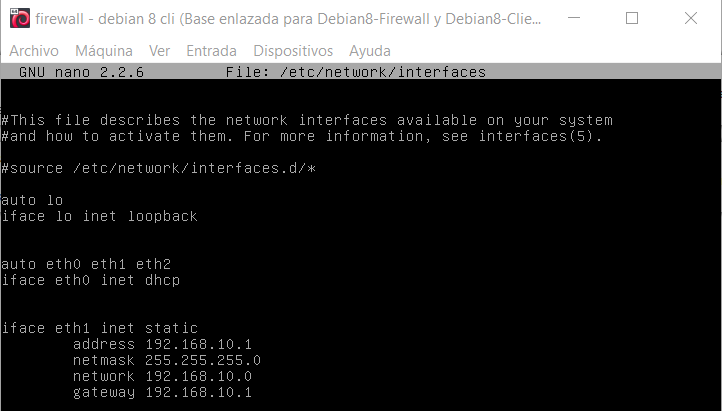 firewall - debian 8 cli (Base enlazada para Debian8-Firewall y Debian8-Clie...
Archivo Máquina Ver Entrada Dispositivos Ayuda
GNU nano 2.2.6 File: /etc/network/interfaces
#This file describes the network interfaces available on your system
#and how to activate them. For more information, see interfaces(5).
#source /etc/network/interfaces.d/*
auto lo
iface lo inet loopback
auto eth0 eth1 eth2
iface eth0 inet dhcp
iface eth1 inet static
address 192.168.10.1
netmask 255.255.255.0
network 192.168.10.0
gateway 192.168.10.1